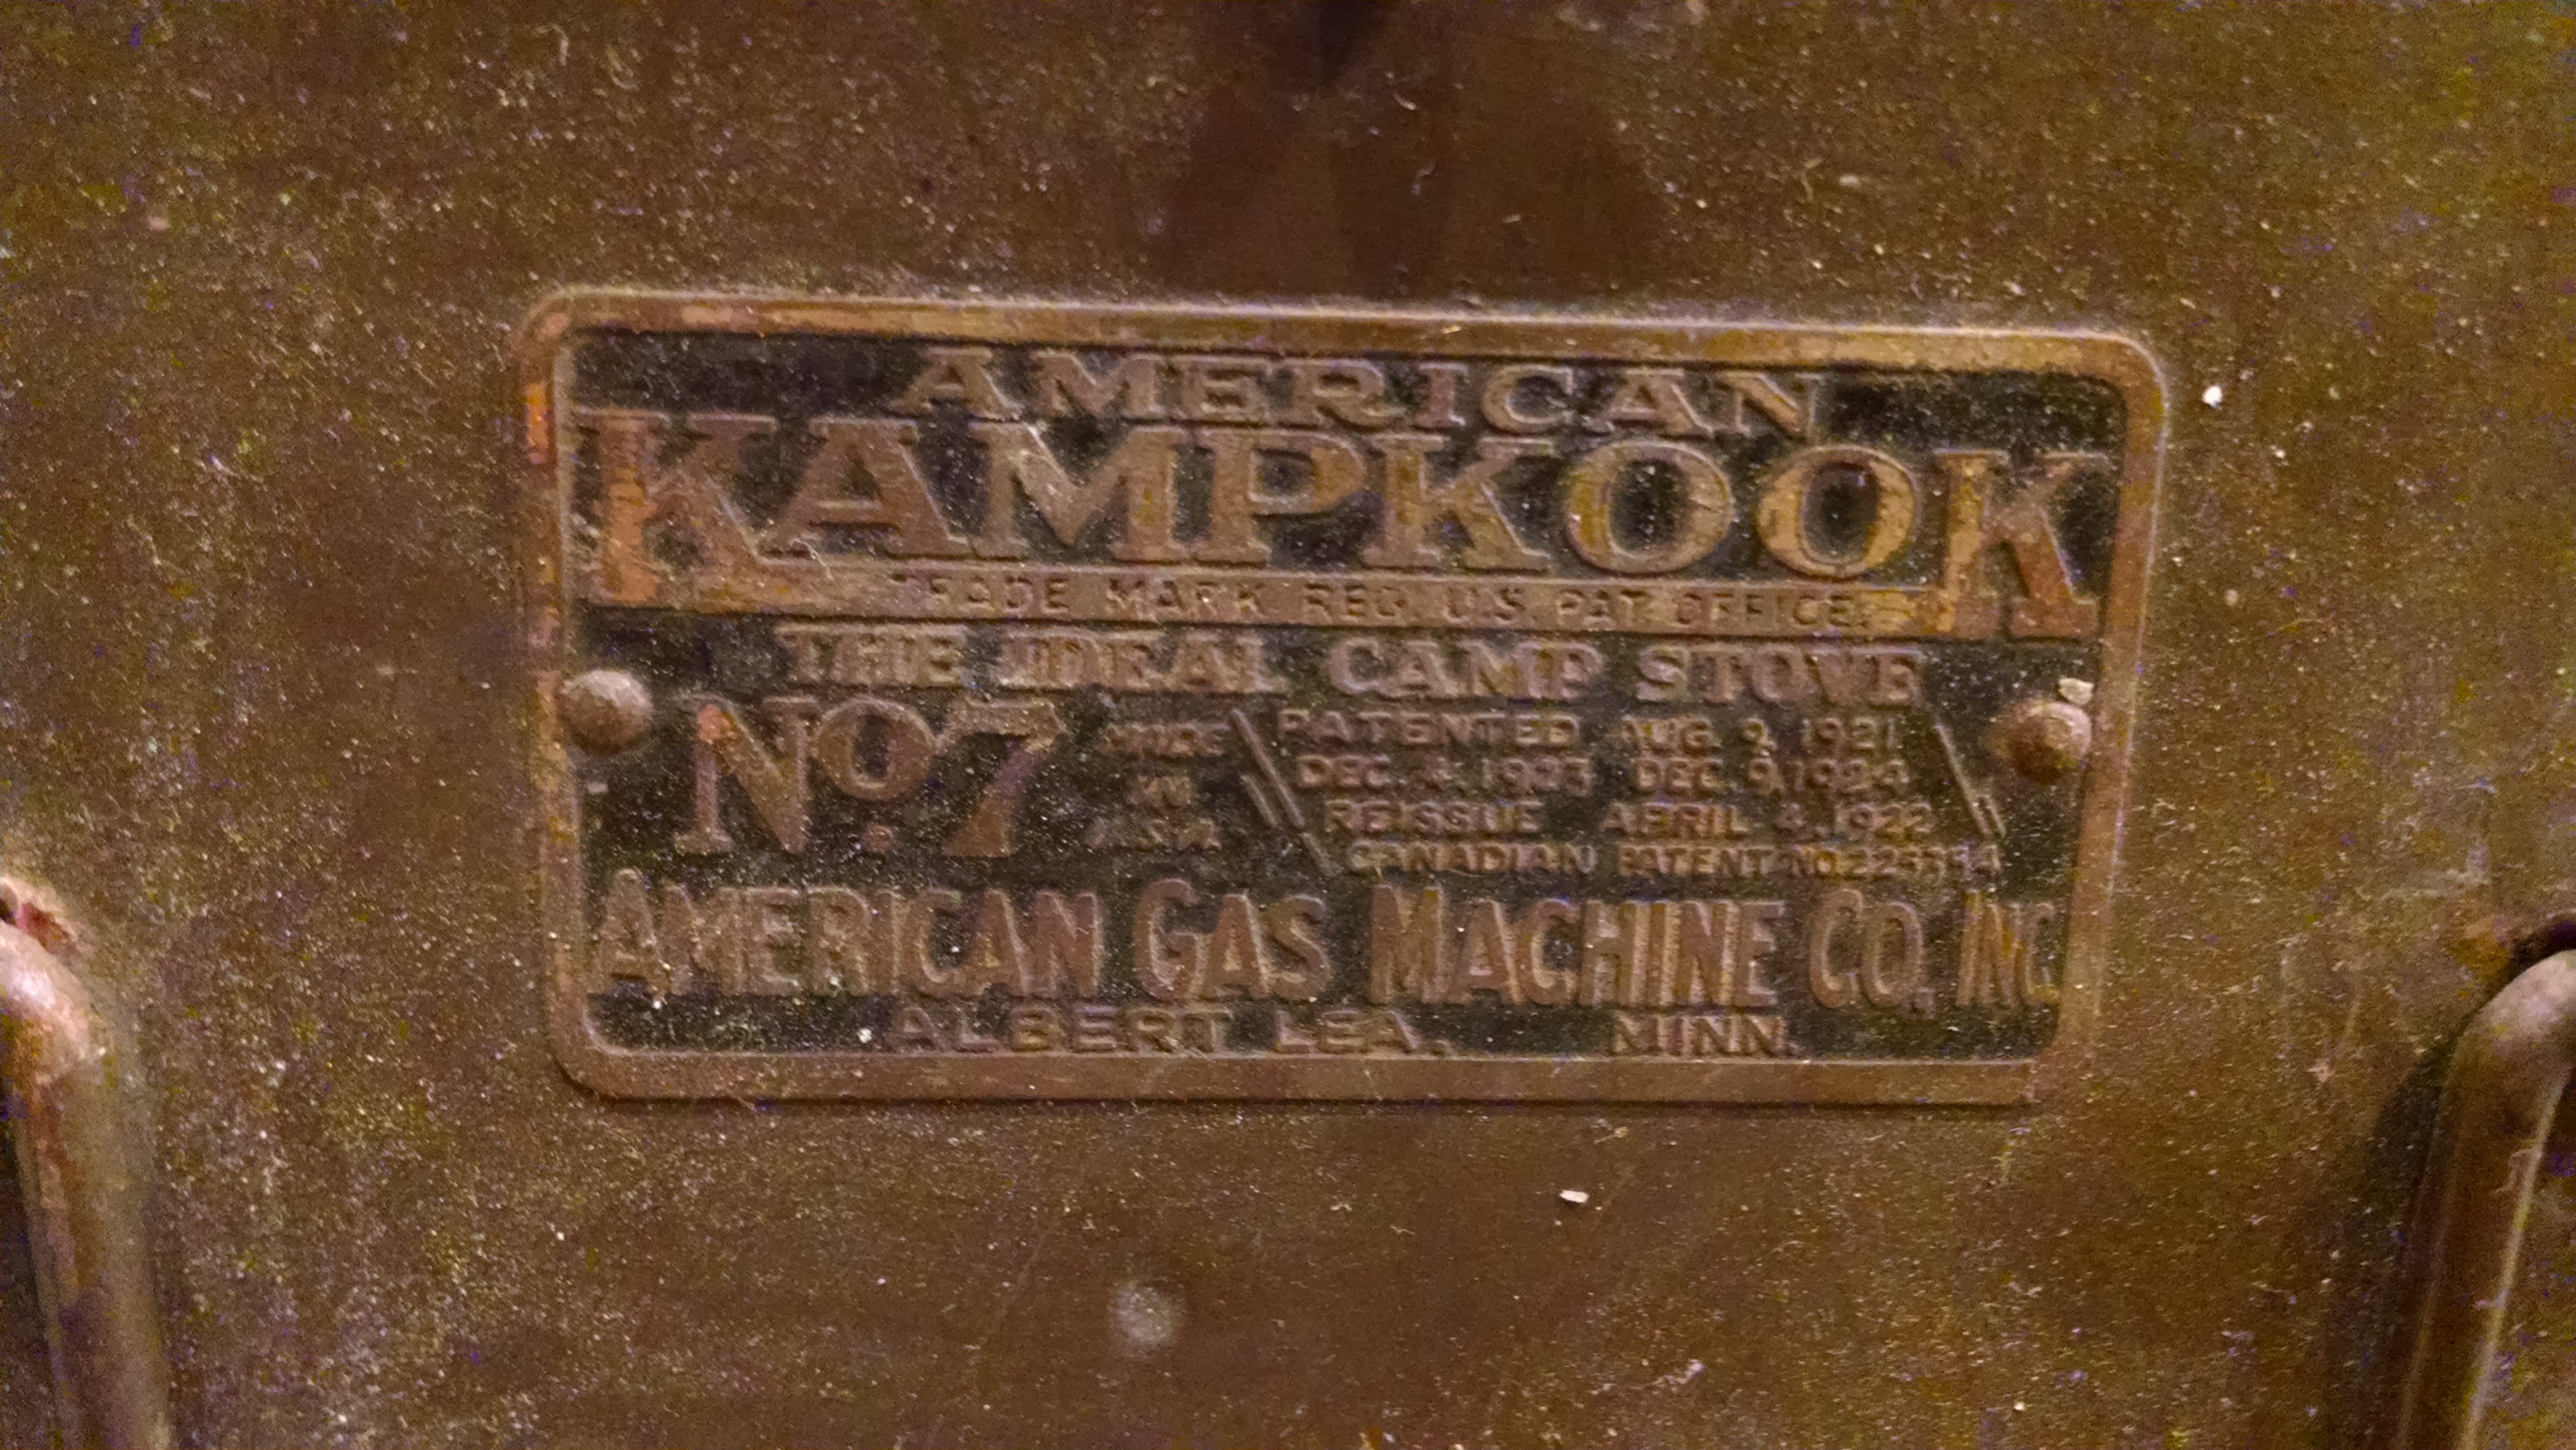 AMERICAN
KAMPKOOK
TRADE MARK REG. U.S. PAT. OFFICE.
THE IDEAL CAMP STOVE
No. 7
MADE
IN
U.S.A.
PATENTED AUG. 9, 1921.
DEC. 4, 1923 DEC. 9, 1924
REISSUE APRIL 4, 1922
CANADIAN PATENT NO.
AMERICAN GAS MACHINE CO. INC.
ALBERT LEA, MINN.